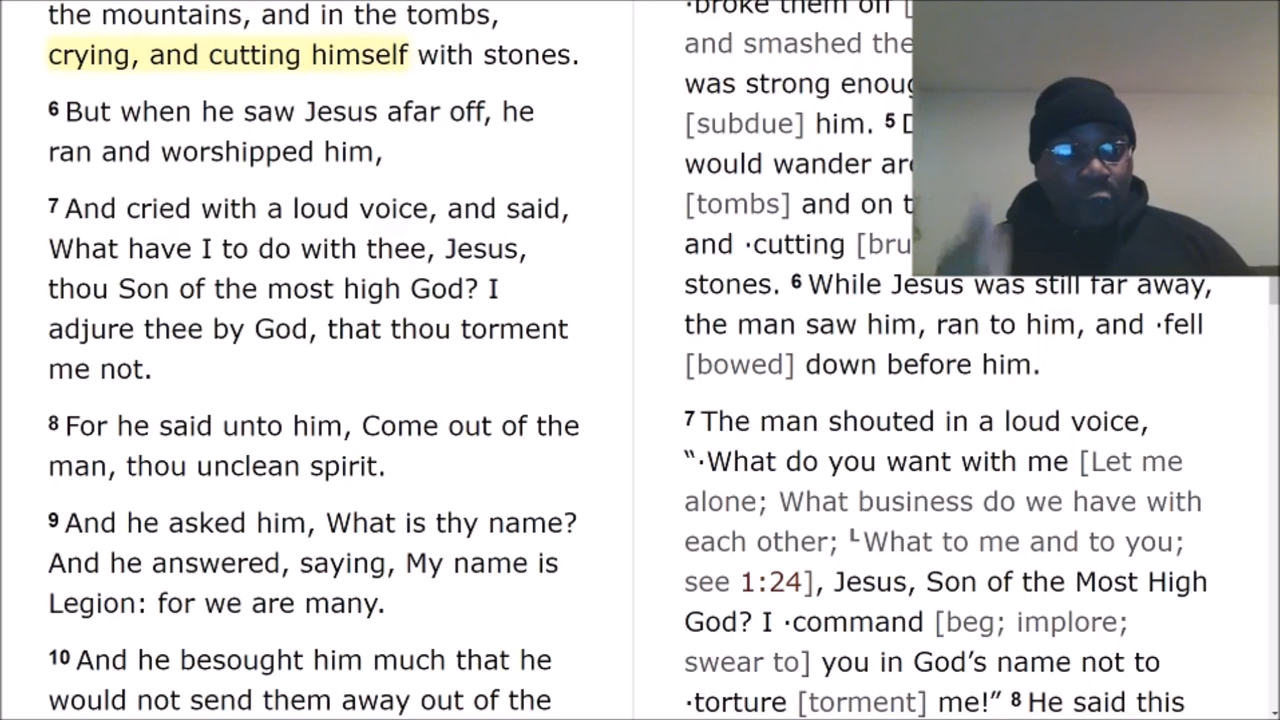 the mountains, and in the tombs,
crying, and cutting himself with stones.
6 But when he saw Jesus afar off, he
ran and worshipped him,
7 And cried with a loud voice, and said,
What have I to do with thee, Jesus,
thou Son of the most high God? I
adjure thee by God, that thou torment
me not.
8 For he said unto him, Come out of the
man, thou unclean spirit.
9 And he asked him, What is thy name?
And he answered, saying, My name is
Legion: for we are many.
10 And he besought him much that he
would not send them away out of the
·broke them off [
and smashed the
was strong enoug
[subdue] him. 5 D
would wander aro
[tombs] and on t
and ·cutting [bru
stones. 6 While Jesus was still far away,
the man saw him, ran to him, and ·fell
[bowed] down before him.
7 The man shouted in a loud voice,
“·What do you want with me [Let me
alone; What business do we have with
each other; LWhat to me and to you;
see 1:24], Jesus, Son of the Most High
God? I ·command [beg; implore;
swear to] you in God’s name not to
·torture [torment] me!” 8 He said this